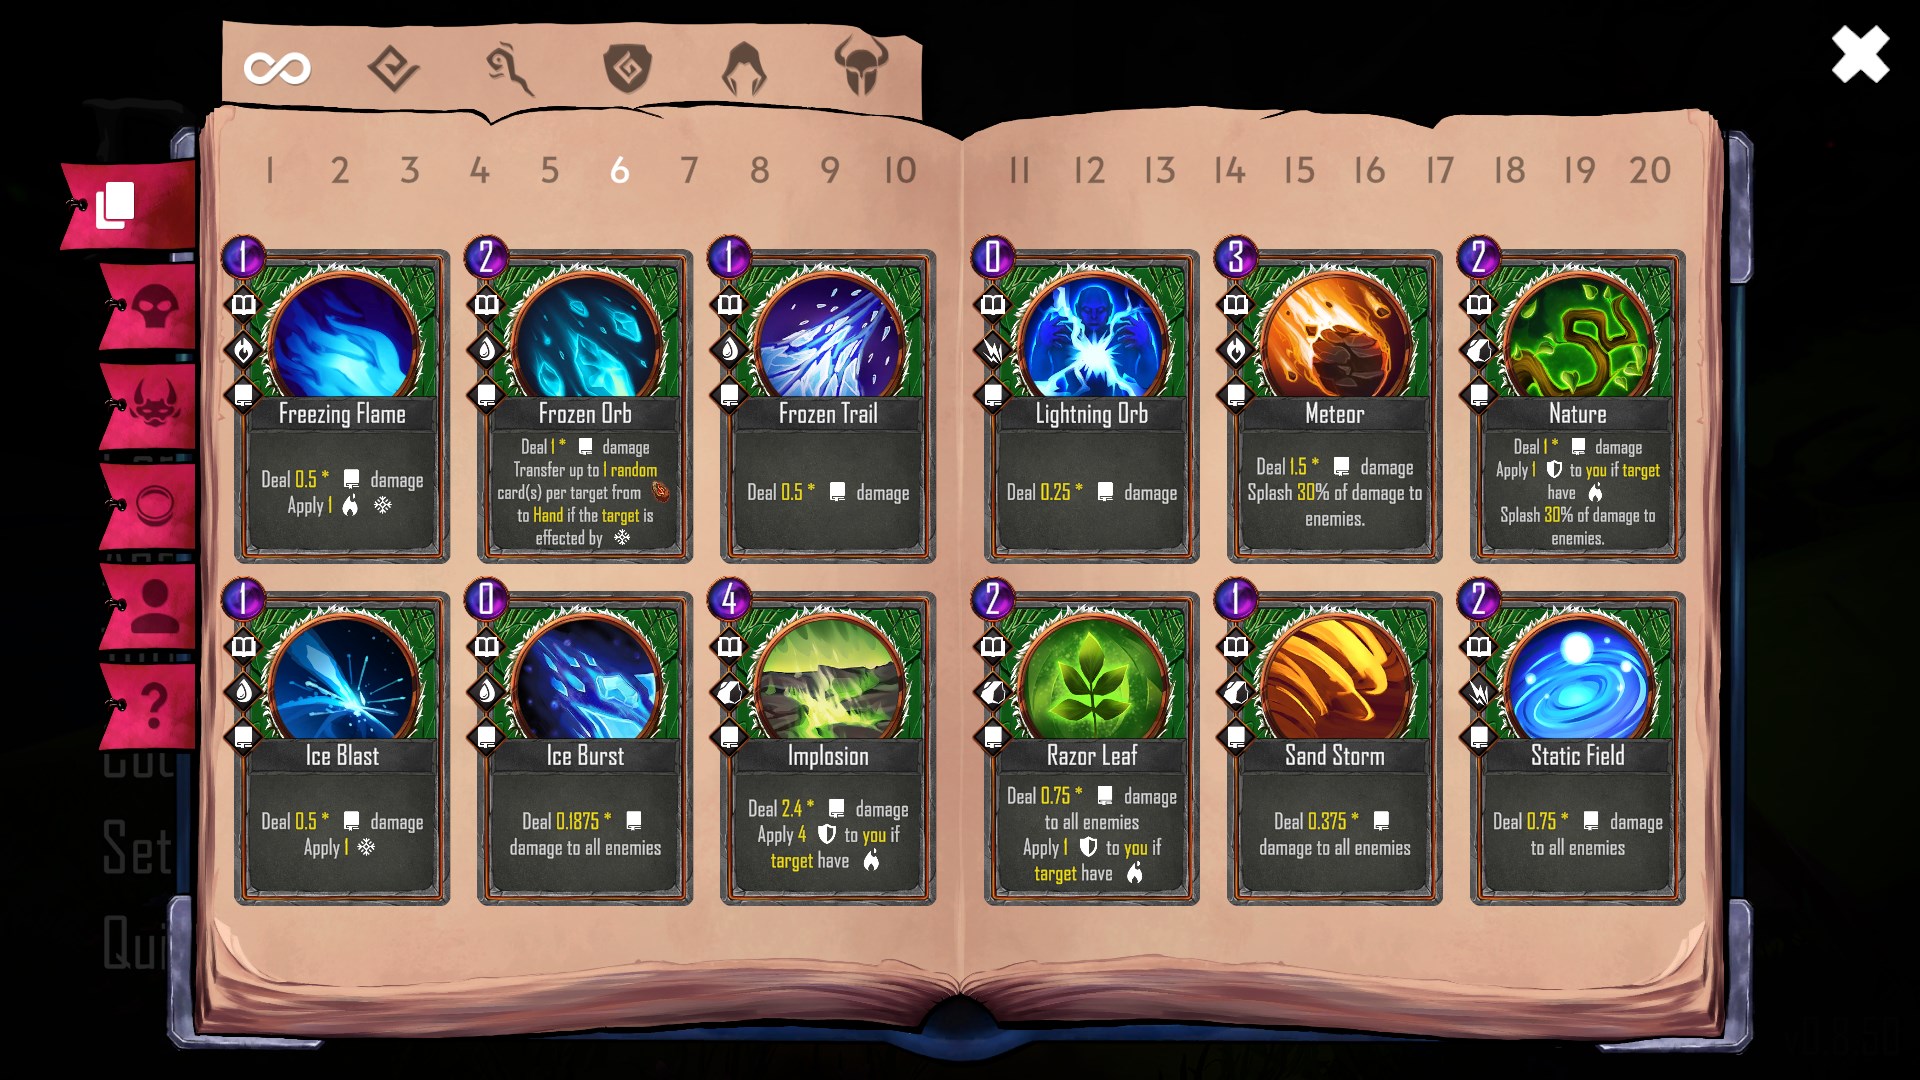 1 2 3 4 5 6 7 8 9 10 11 12 13 14 15 16 17 18 19 20
1
Freezing Flame
Deal 0.5 * damage
Apply 1
2
Frozen Orb
Deal 1 * damage
Transfer up to 1 random
card(s) per target from
to Hand if the target is
effected by
1
Frozen Trail
Deal 0.5 * damage
0
Lightning Orb
Deal 0.25 * damage
3
Meteor
Deal 1.5 * damage
Splash 30% of damage to
enemies.
2
Nature
Deal 1 * damage
Apply 1 to you if target
have
Splash 30% of damage to
enemies.
1
Ice Blast
Deal 0.5 * damage
Apply 1
0
Ice Burst
Deal 0.1875 *
damage to all enemies
4
Implosion
Deal 2.4 * damage
Apply 4 to you if
target have
2
Razor Leaf
Deal 0.75 * damage
to all enemies
Apply 1 to you if
target have
1
Sand Storm
Deal 0.375 *
damage to all enemies
2
Static Field
Deal 0.75 * damage
to all enemies
?
Set
Qui